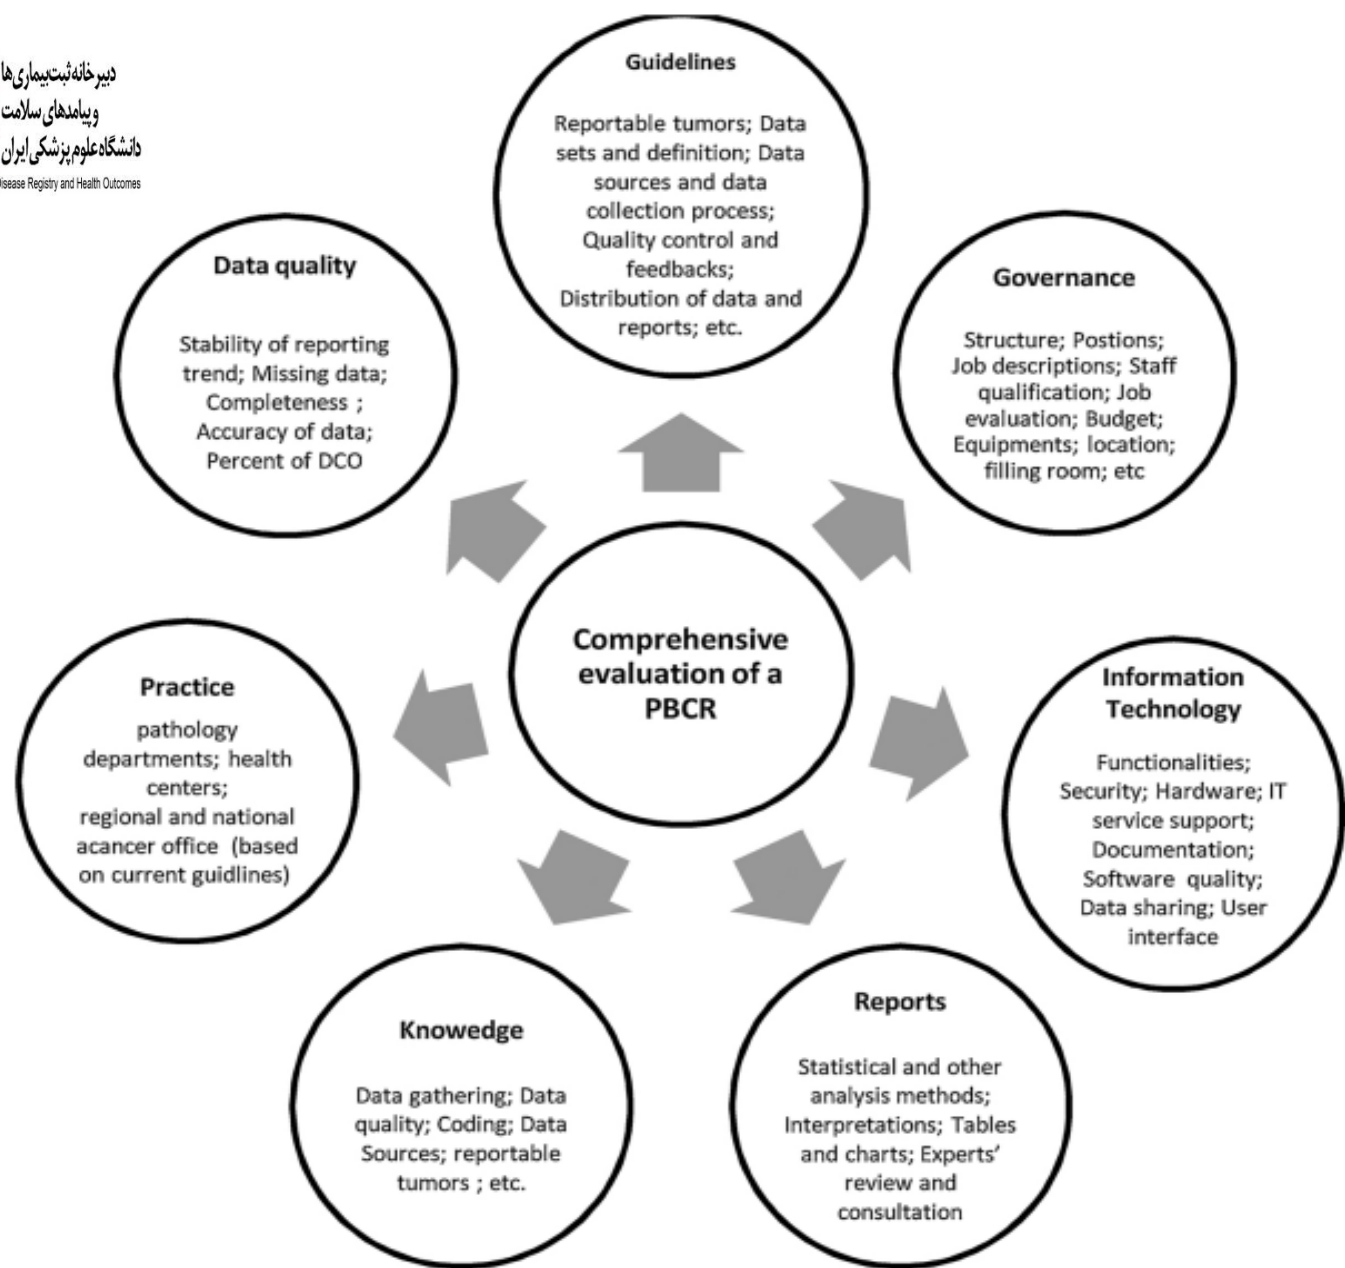 دبیرخانه ثبت بیماری‌ها
و پیامدهای سلامت
دانشگاه علوم پزشکی ایران
Disease Registry and Health Outcomes
Guidelines
Reportable tumors; Data
sets and definition; Data
sources and data
collection process;
Quality control and
feedbacks;
Distribution of data and
reports; etc.
Data quality
Stability of reporting
trend; Missing data;
Completeness ;
Accuracy of data;
Percent of DCO
Governance
Structure; Postions;
Job descriptions; Staff
qualification; Job
evaluation; Budget;
Equipments; location;
filling room; etc
Comprehensive
evaluation of a
PBCR
Practice
pathology
departments; health
centers;
regional and national
acancer office (based
on current guidlines)
Information
Technology
Functionalities;
Security; Hardware; IT
service support;
Documentation;
Software quality;
Data sharing; User
interface
Knowedge
Data gathering; Data
quality; Coding; Data
Sources; reportable
tumors ; etc.
Reports
Statistical and other
analysis methods;
Interpretations; Tables
and charts; Experts’
review and
consultation